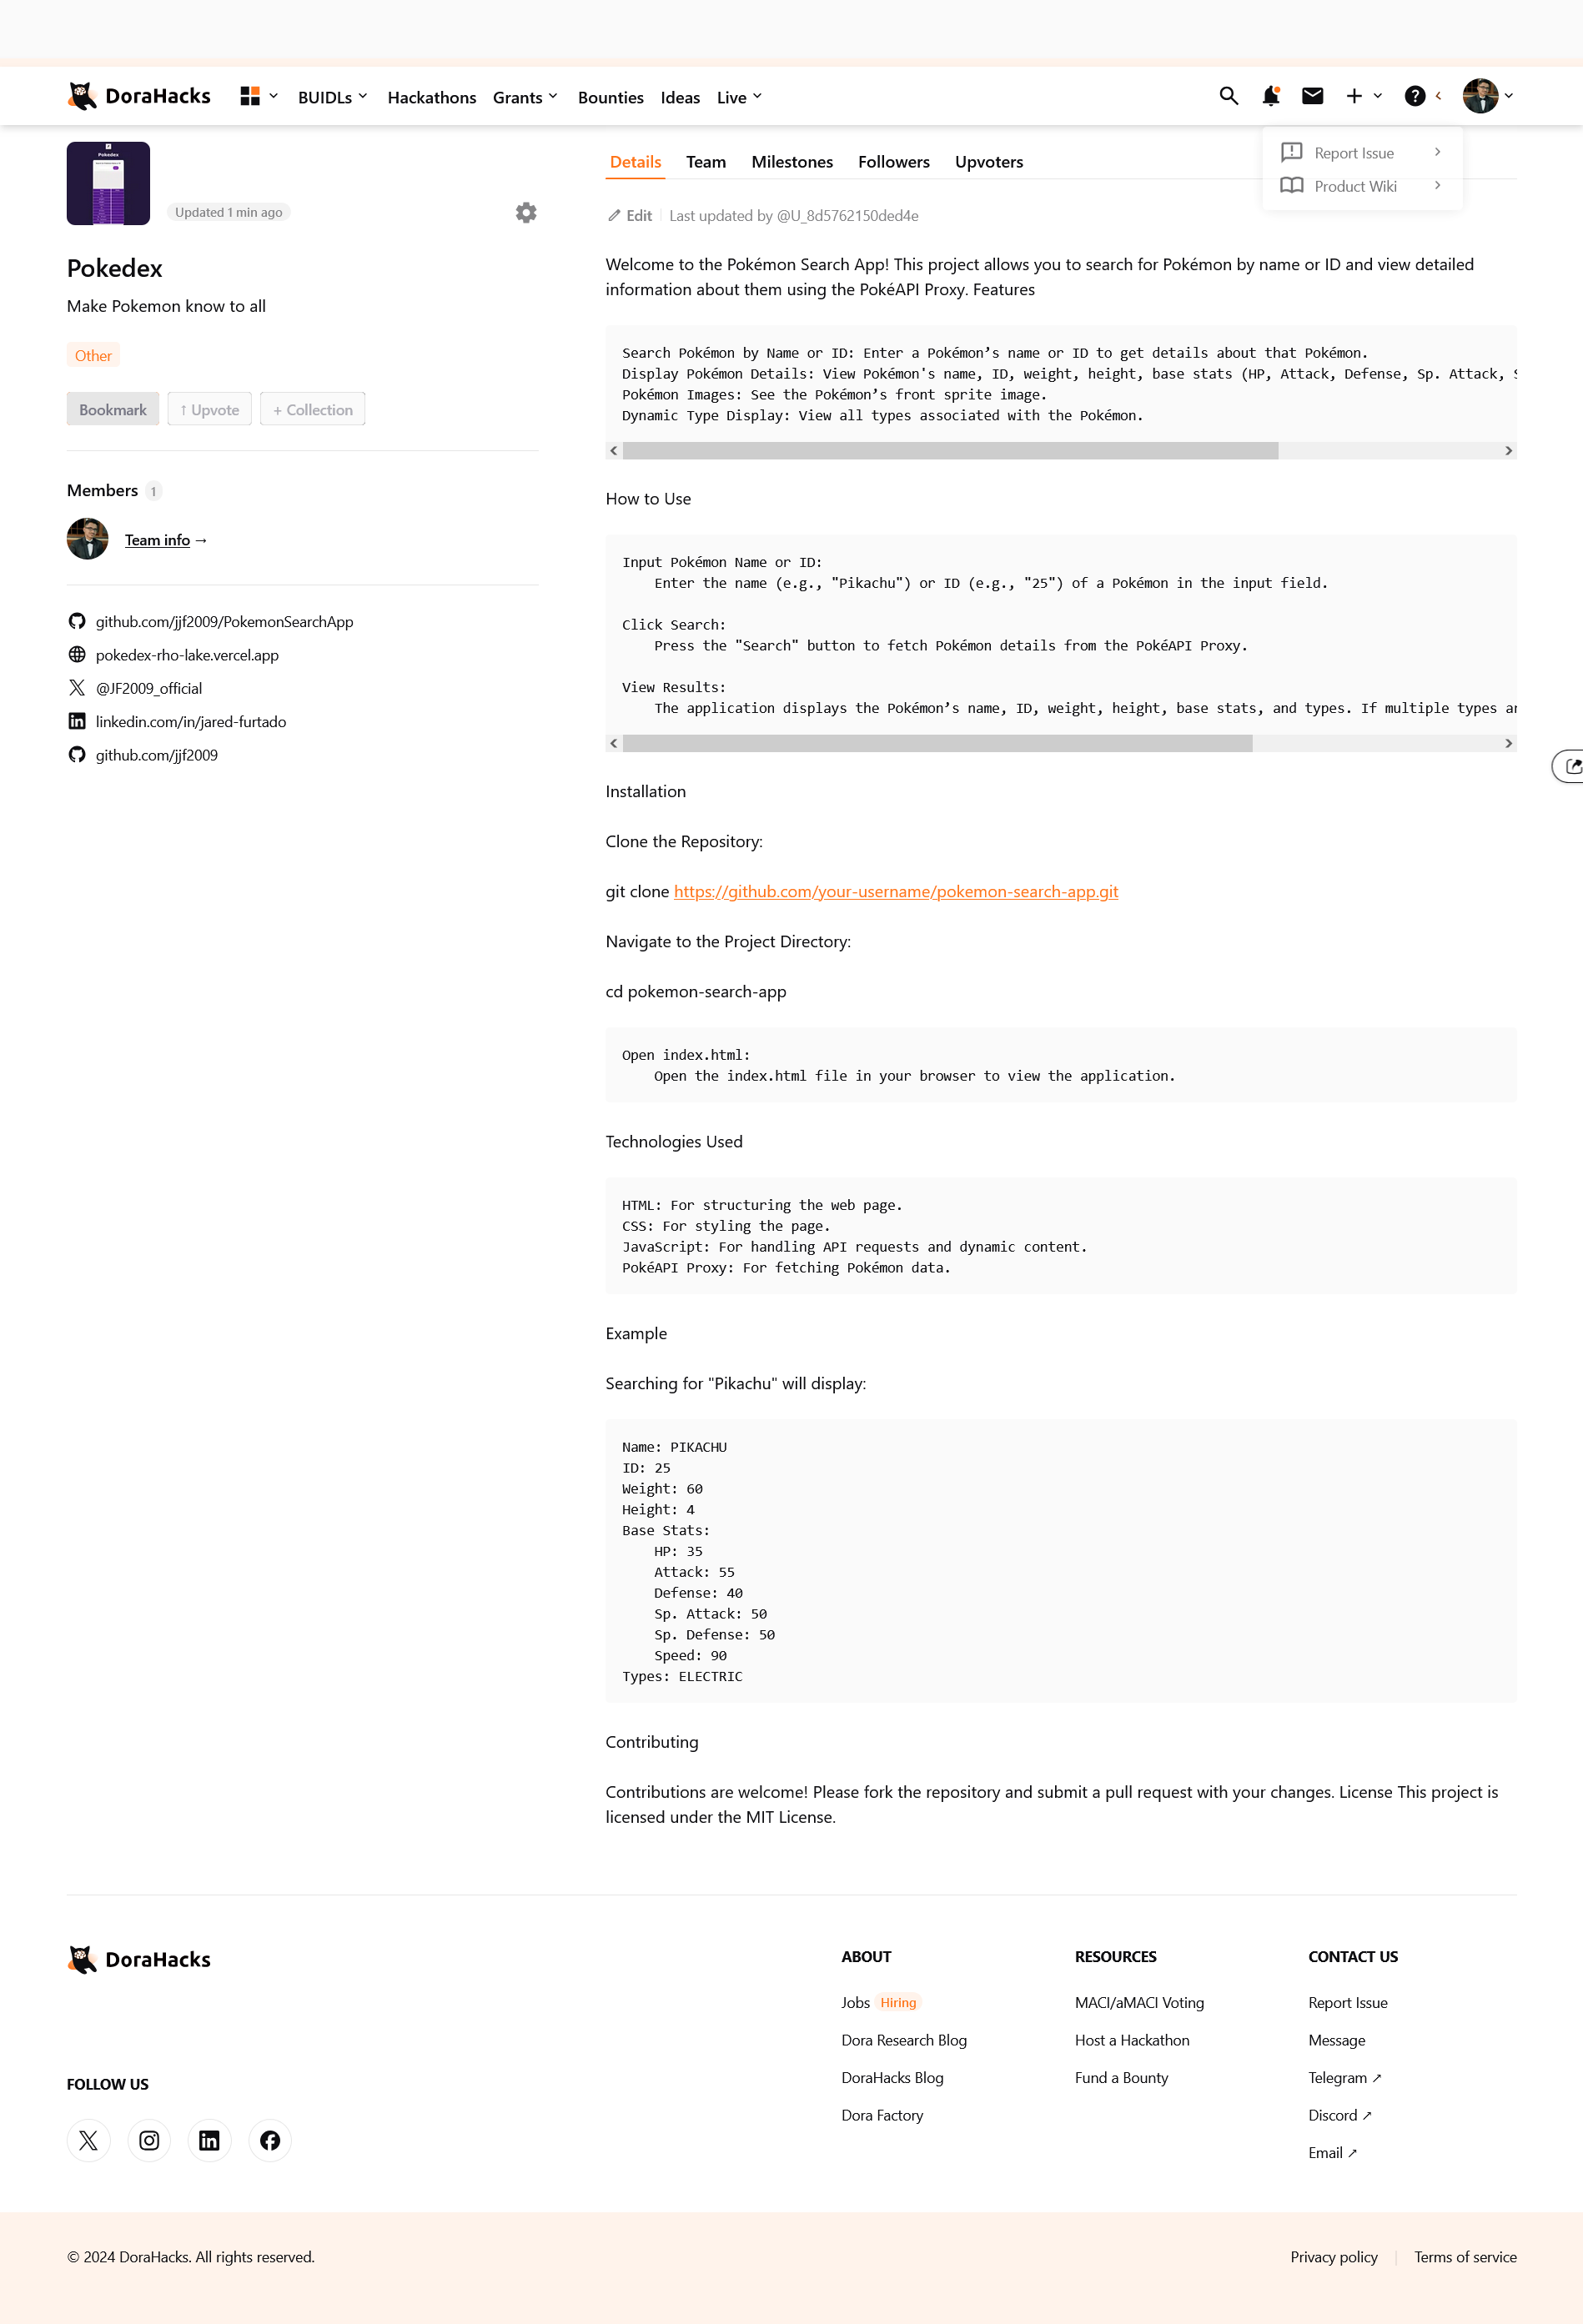 DoraHacks
BUIDLs Hackathons Grants Bounties Ideas Live
Report Issue
Product Wiki
Pokedex
Updated 1 min ago
Pokedex
Make Pokemon know to all
Other
Bookmark ↑ Upvote + Collection
Members 1
Team info →
github.com/jjf2009/PokemonSearchApp
pokedex-rho-lake.vercel.app
@JF2009_official
linkedin.com/in/jared-furtado
github.com/jjf2009
Details Team Milestones Followers Upvoters
Edit Last updated by @U_8d5762150ded4e
Welcome to the Pokémon Search App! This project allows you to search for Pokémon by name or ID and view detailed
information about them using the PokéAPI Proxy. Features
Search Pokémon by Name or ID: Enter a Pokémon’s name or ID to get details about that Pokémon.
Display Pokémon Details: View Pokémon's name, ID, weight, height, base stats (HP, Attack, Defense, Sp. Attack,
Pokémon Images: See the Pokémon’s front sprite image.
Dynamic Type Display: View all types associated with the Pokémon.
How to Use
Input Pokémon Name or ID:
Enter the name (e.g., "Pikachu") or ID (e.g., "25") of a Pokémon in the input field.
Click Search:
Press the "Search" button to fetch Pokémon details from the PokéAPI Proxy.
View Results:
The application displays the Pokémon’s name, ID, weight, height, base stats, and types. If multiple types
Installation
Clone the Repository:
git clone https://github.com/your-username/pokemon-search-app.git
Navigate to the Project Directory:
cd pokemon-search-app
Open index.html:
Open the index.html file in your browser to view the application.
Technologies Used
HTML: For structuring the web page.
CSS: For styling the page.
JavaScript: For handling API requests and dynamic content.
PokéAPI Proxy: For fetching Pokémon data.
Example
Searching for "Pikachu" will display:
Name: PIKACHU
ID: 25
Weight: 60
Height: 4
Base Stats:
HP: 35
Attack: 55
Defense: 40
Sp. Attack: 50
Sp. Defense: 50
Speed: 90
Types: ELECTRIC
Contributing
Contributions are welcome! Please fork the repository and submit a pull request with your changes. License This project is
licensed under the MIT License.
DoraHacks
FOLLOW US
ABOUT
Jobs Hiring
Dora Research Blog
DoraHacks Blog
Dora Factory
RESOURCES
MACI/aMACI Voting
Host a Hackathon
Fund a Bounty
CONTACT US
Report Issue
Message
Telegram ↗
Discord ↗
Email ↗
© 2024 DoraHacks. All rights reserved.
Privacy policy | Terms of service